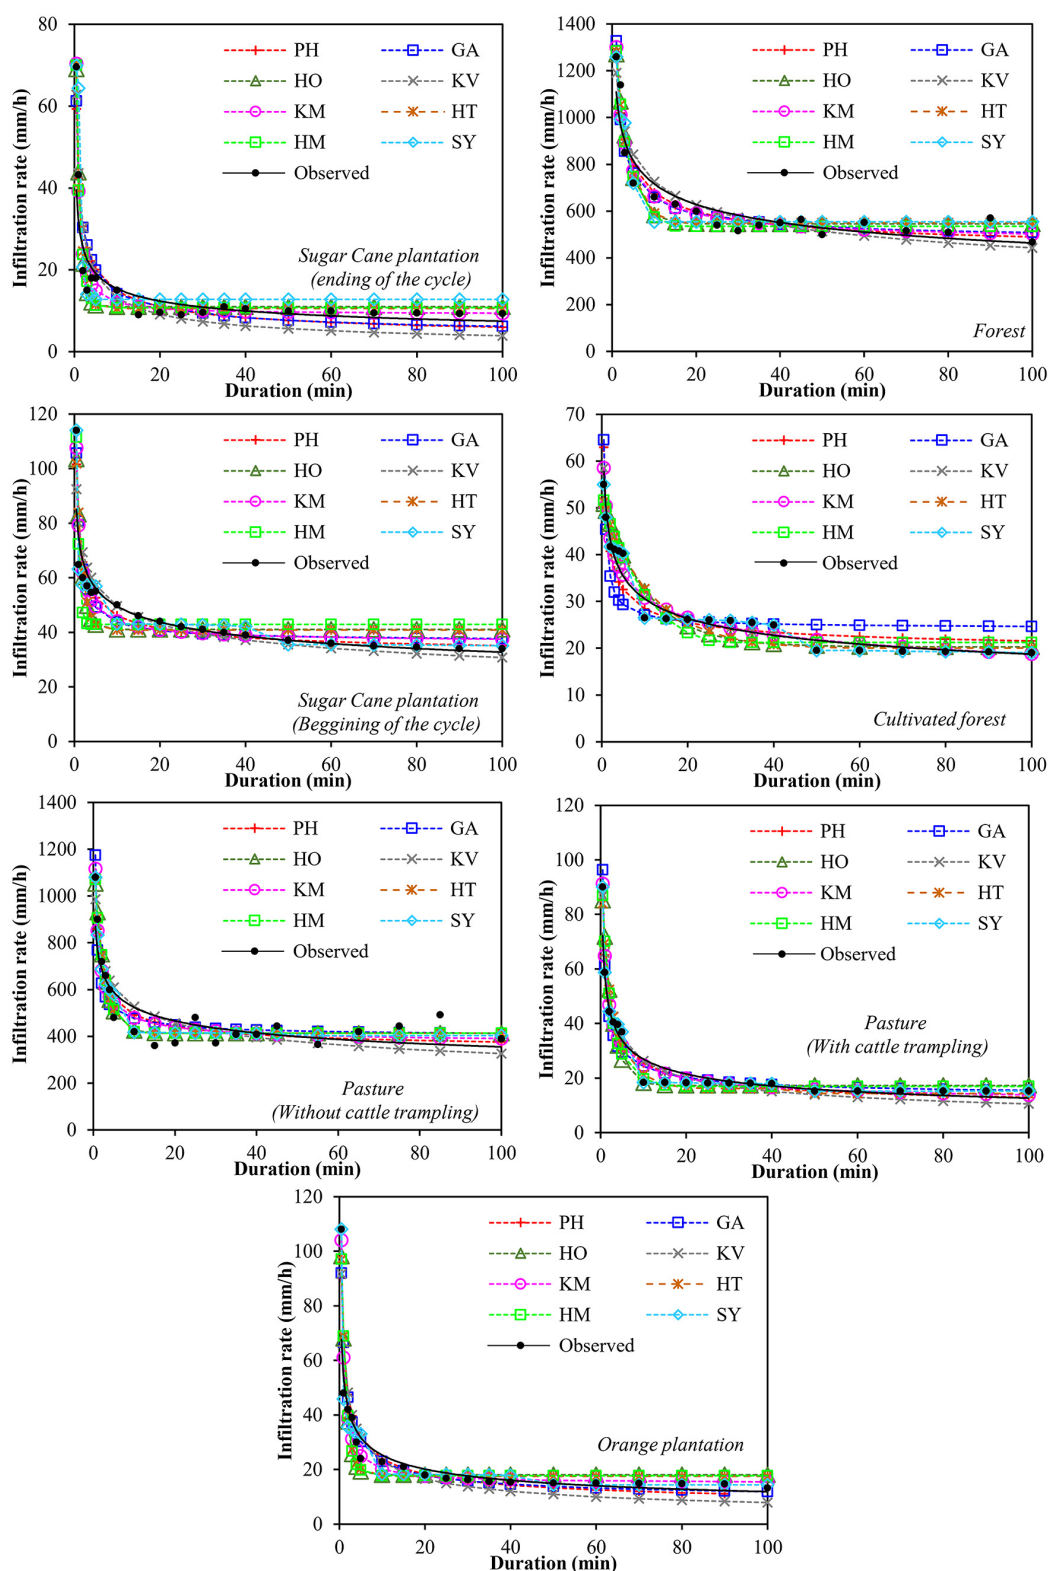 80
60
40
20
0
Infiltration rate (mm/h)
PH
GA
HO
KV
KM
HT
HM
SY
Observed
Sugar Cane plantation
(ending of the cycle)
0 20 40 60 80 100
Duration (min)
1400
1200
1000
800
600
400
200
0
Infiltration rate (mm/h)
PH
GA
HO
KV
KM
HT
HM
SY
Observed
Forest
0 20 40 60 80 100
Duration (min)
120
100
80
60
40
20
0
Infiltration rate (mm/h)
PH
GA
HO
KV
KM
HT
HM
SY
Observed
Sugar Cane plantation
(Beggining of the cycle)
0 20 40 60 80 100
Duration (min)
70
60
50
40
30
20
10
0
Infiltration rate (mm/h)
PH
GA
HO
KV
KM
HT
HM
SY
Observed
Cultivated forest
0 20 40 60 80 100
Duration (min)
1400
1200
1000
800
600
400
200
0
Infiltration rate (mm/h)
PH
GA
HO
KV
KM
HT
HM
SY
Observed
Pasture
(Without cattle trampling)
0 20 40 60 80 100
Duration (min)
120
100
80
60
40
20
0
Infiltration rate (mm/h)
PH
GA
HO
KV
KM
HT
HM
SY
Observed
Pasture
(With cattle trampling)
0 20 40 60 80 100
Duration (min)
120
100
80
60
40
20
0
Infiltration rate (mm/h)
PH
GA
HO
KV
KM
HT
HM
SY
Observed
Orange plantation
0 20 40 60 80 100
Duration (min)